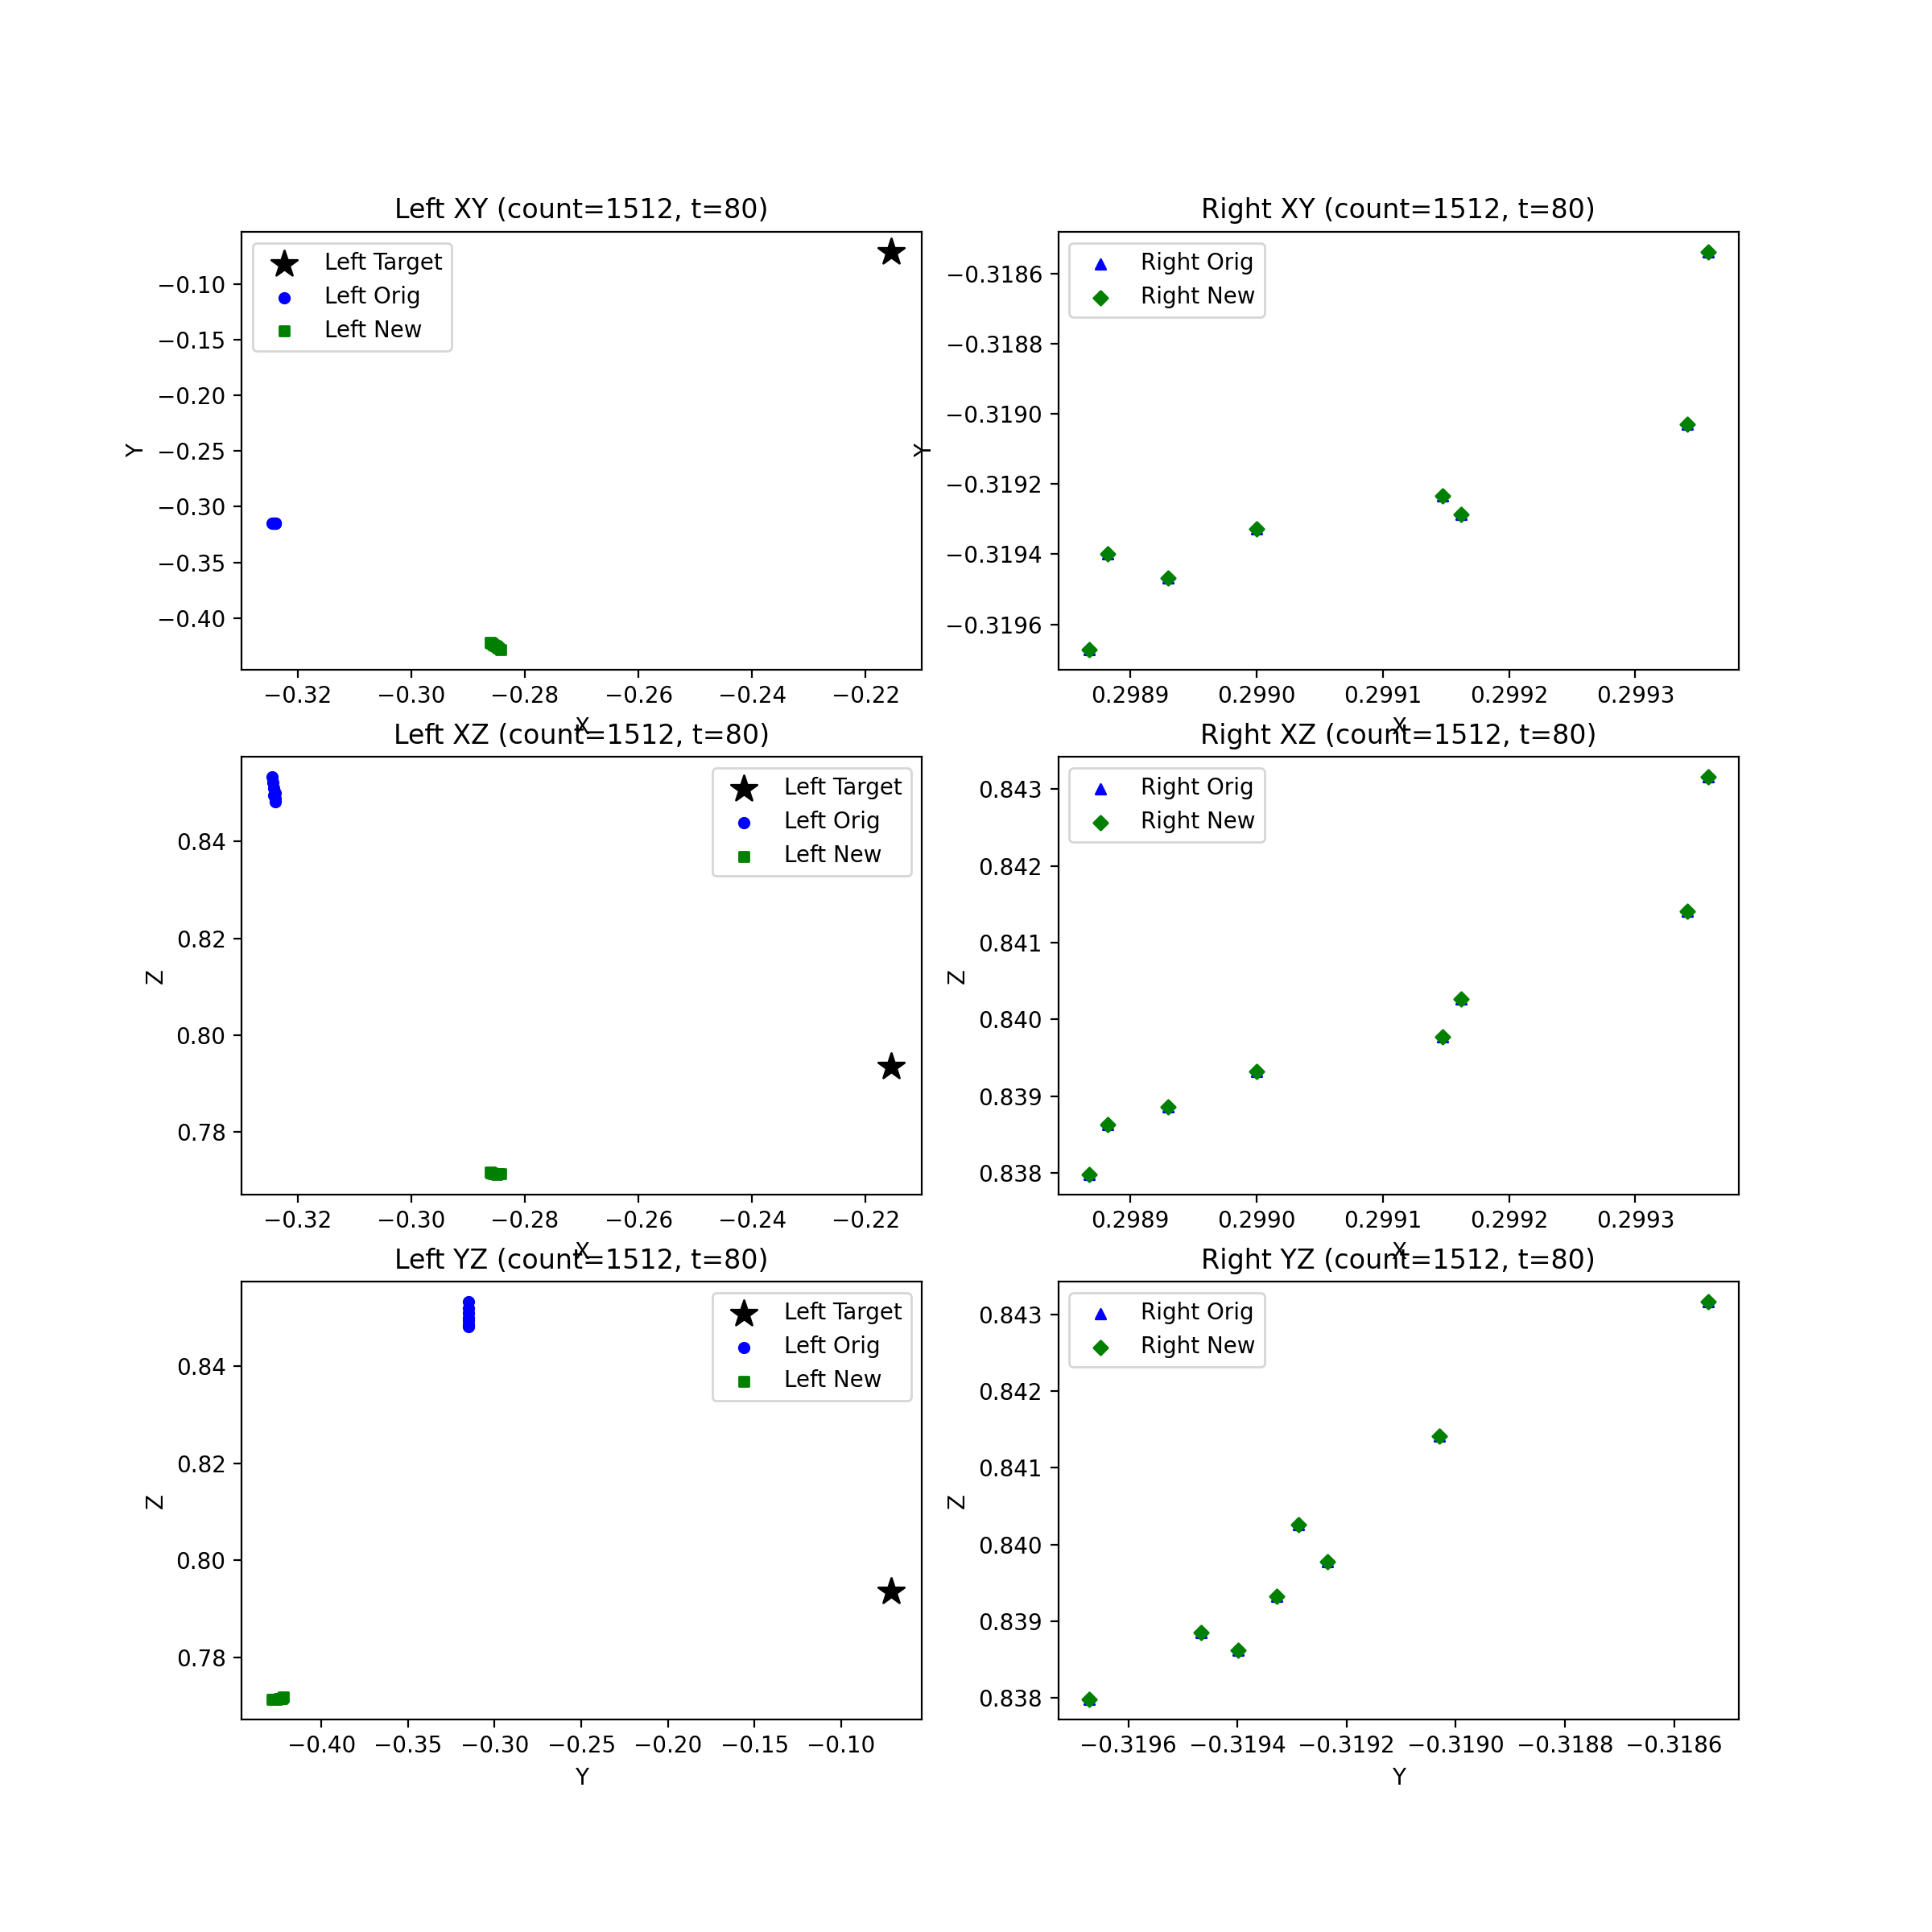 Left XY (count=1512, t=80)
Left Target
Left Orig
Left New
−0.10
−0.15
−0.20
−0.25
−0.30
−0.35
−0.40
Y
−0.32
−0.30
−0.28
−0.26
−0.24
−0.22
X
Right XY (count=1512, t=80)
Right Orig
Right New
−0.3186
−0.3188
−0.3190
−0.3192
−0.3194
−0.3196
Y
0.2989
0.2990
0.2991
0.2992
0.2993
X
Left XZ (count=1512, t=80)
Left Target
Left Orig
Left New
0.84
0.82
0.80
0.78
Z
−0.32
−0.30
−0.28
−0.26
−0.24
−0.22
X
Right XZ (count=1512, t=80)
Right Orig
Right New
0.843
0.842
0.841
0.840
0.839
0.838
Z
0.2989
0.2990
0.2991
0.2992
0.2993
X
Left YZ (count=1512, t=80)
Left Target
Left Orig
Left New
0.84
0.82
0.80
0.78
Z
−0.40
−0.35
−0.30
−0.25
−0.20
−0.15
−0.10
Y
Right YZ (count=1512, t=80)
Right Orig
Right New
0.843
0.842
0.841
0.840
0.839
0.838
Z
−0.3196
−0.3194
−0.3192
−0.3190
−0.3188
−0.3186
Y